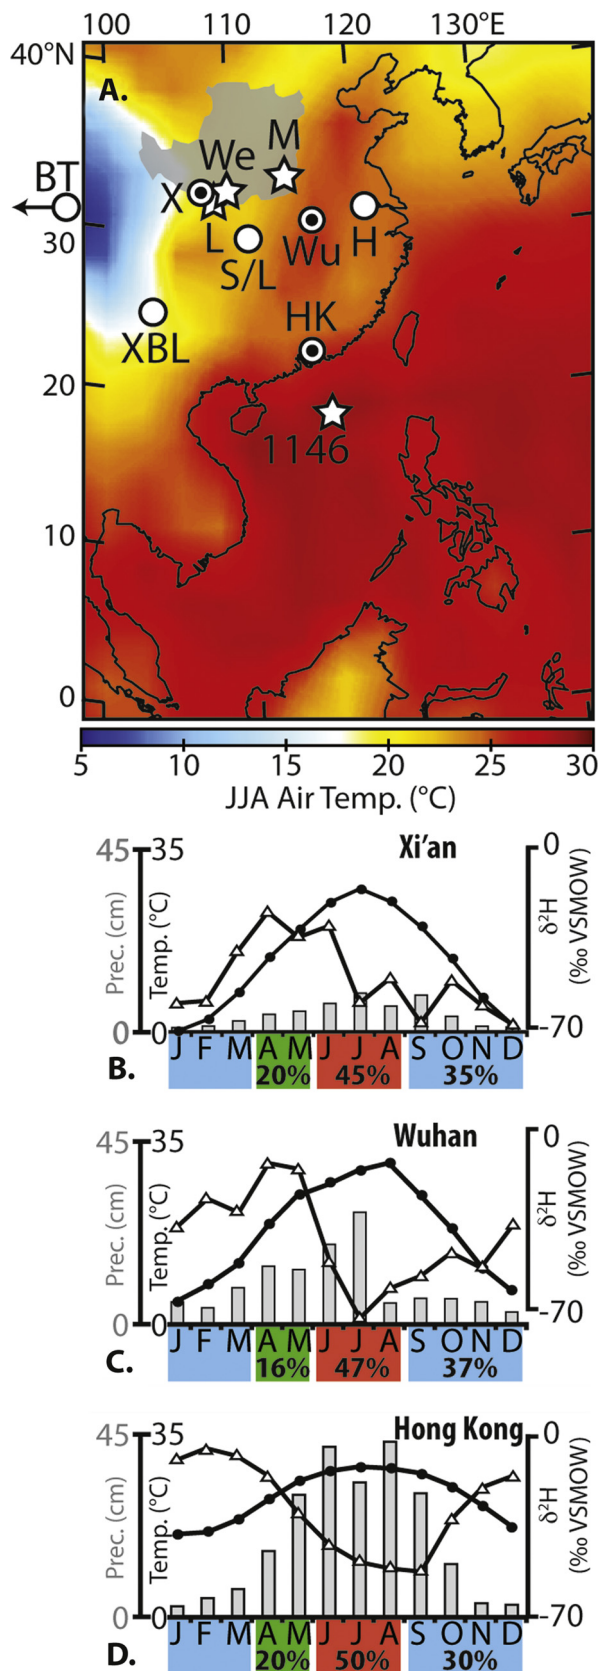 100 110 120 130°E
40°N
A.
M
We
BT
X
30
L
Wu
H
S/L
HK
XBL
20
1146
10
0
5 10 15 20 25 30
JJA Air Temp. (°C)
Xi’an
45 35 0
Prec. (cm)
Temp. (°C)
δ²H
(‰ VSMOW)
0 0 -70
J F M A M J J A S O N D
B. 20% 45% 35%
Wuhan
45 35 0
Prec. (cm)
Temp. (°C)
δ²H
(‰ VSMOW)
0 0 -70
J F M A M J J A S O N D
C. 16% 47% 37%
Hong Kong
45 35 0
Prec. (cm)
Temp. (°C)
δ²H
(‰ VSMOW)
0 0 -70
J F M A M J J A S O N D
D. 20% 50% 30%